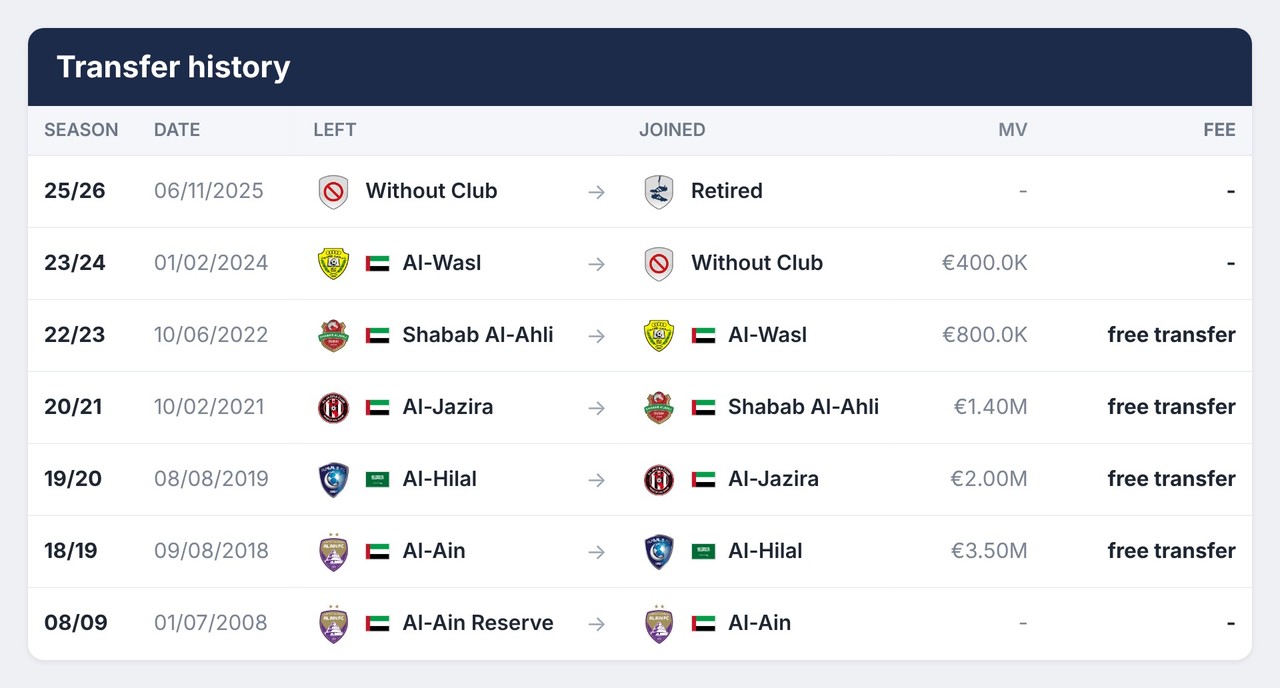 Transfer history
SEASON DATE LEFT JOINED MV FEE
25/26 06/11/2025 Without Club → Retired - -
23/24 01/02/2024 Al-Wasl → Without Club €400.0K -
22/23 10/06/2022 Shabab Al-Ahli → Al-Wasl €800.0K free transfer
20/21 10/02/2021 Al-Jazira → Shabab Al-Ahli €1.40M free transfer
19/20 08/08/2019 Al-Hilal → Al-Jazira €2.00M free transfer
18/19 09/08/2018 Al-Ain → Al-Hilal €3.50M free transfer
08/09 01/07/2008 Al-Ain Reserve → Al-Ain - -